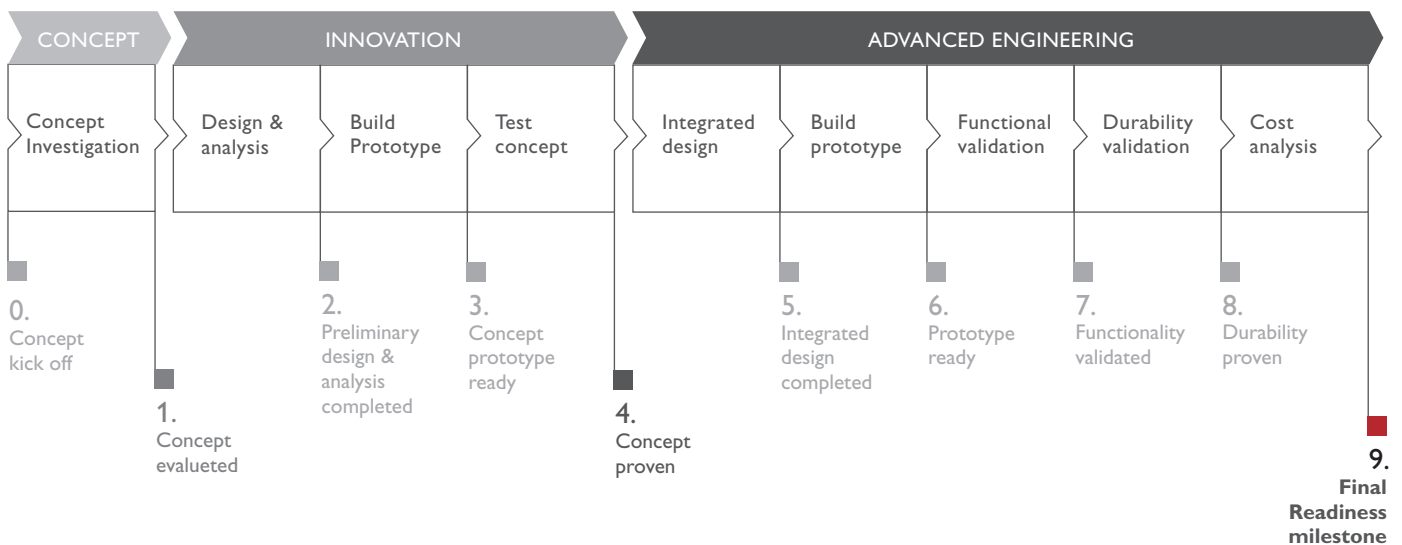 CONCEPT
INNOVATION
ADVANCED ENGINEERING
Concept
Investigation
Design &
analysis
Build
Prototype
Test
concept
Integrated
design
Build
prototype
Functional
validation
Durability
validation
Cost
analysis
0.
Concept
kick off
1.
Concept
evalueted
2.
Preliminary
design &
analysis
completed
3.
Concept
prototype
ready
4.
Concept
proven
5.
Integrated
design
completed
6.
Prototype
ready
7.
Functionality
validated
8.
Durability
proven
9.
Final
Readiness
milestone